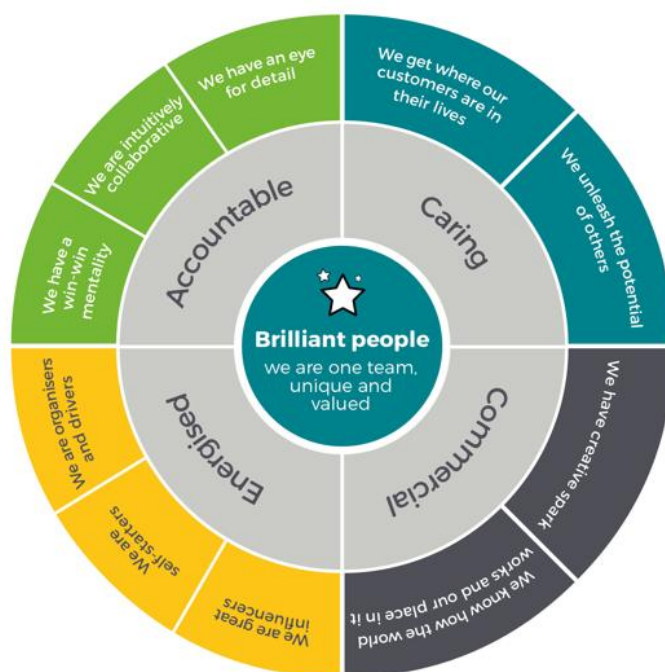 Brilliant people
we are one team,
unique and
valued
Accountable
We have a
win-win
mentality
We are intuitively
collaborative
We have an eye
for detail
Caring
We get where our
customers are in
their lives
We unleash the potential
of others
Commercial
We have creative spark
We know how the world
works and our place in it
Energised
We are great
influencers
We are
self-starters
We are organisers
and drivers